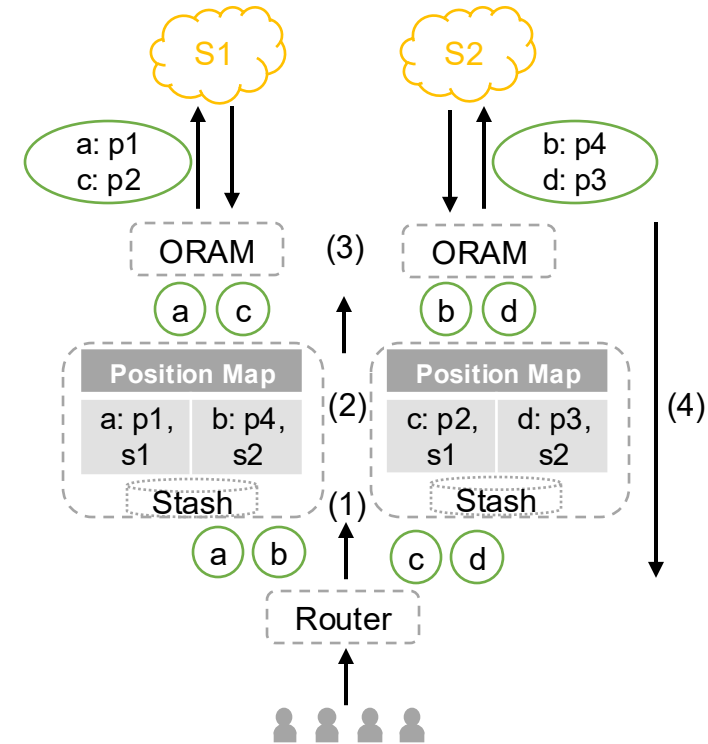 S1
S2
a: p1
c: p2
b: p4
d: p3
ORAM
(3)
ORAM
a
c
b
d
Position Map
Position Map
a: p1,
s1
b: p4,
s2
(2)
c: p2,
s1
d: p3,
s2
(4)
Stash
(1)
Stash
a
b
c
d
Router